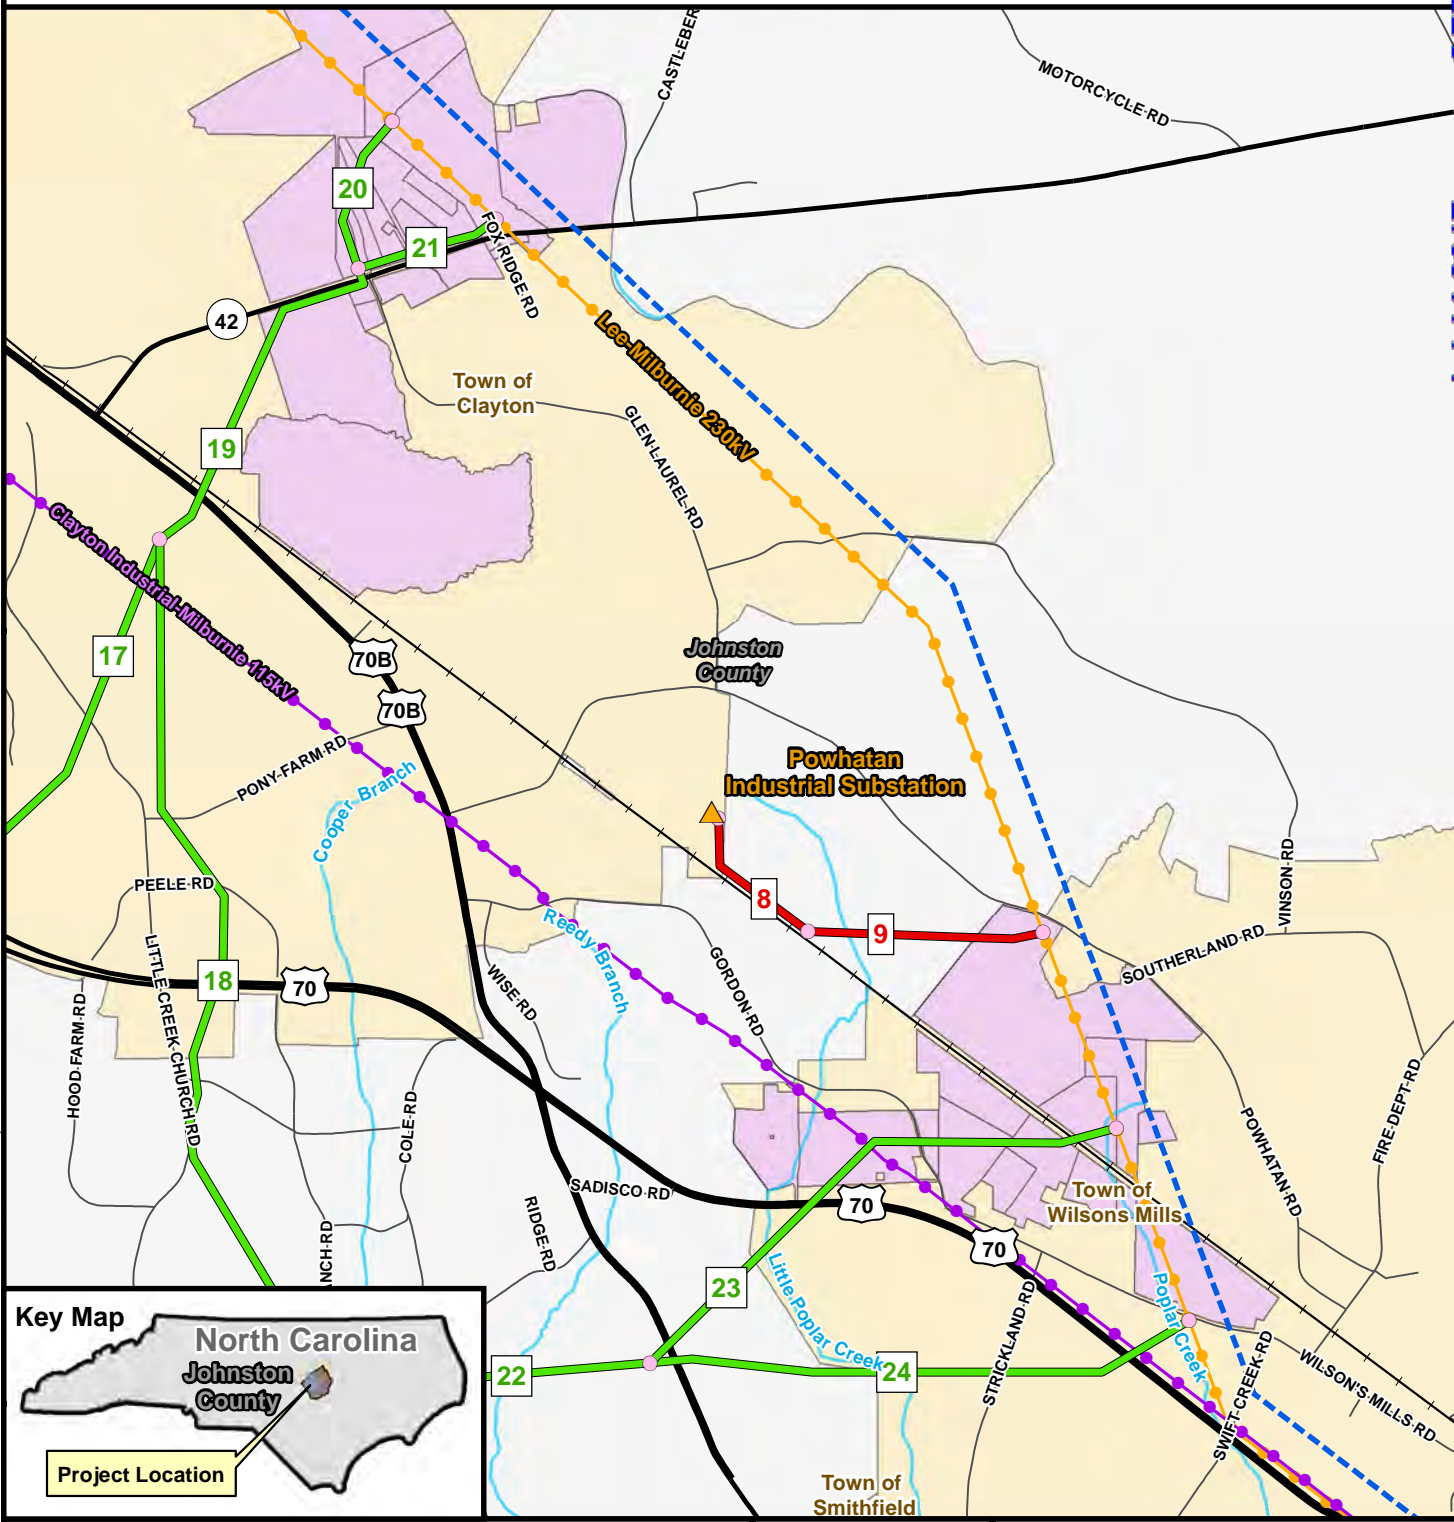 CASTLEBER
MOTORCYCLE RD
20
21
FOX RIDGE RD
42
Lee-Milburnie 230kV
Town of
Clayton
GLEN LAUREL RD
19
Clayton Industrial-Milburnie 115kV
17
70B
70B
Johnston
County
PONY FARM RD
Powhatan
Industrial Substation
Cooper Branch
VINSON RD
PEELE RD
8
9
Reedy Branch
SOUTHERLAND RD
LITTLE CREEK CHURCH RD
18
70
WISE RD
GORDON RD
HOOD FARM RD
COLE RD
FIRE DEPT RD
POWHATAN RD
SADISCO RD
70
Town of
Wilsons Mills
RIDGE RD
NCH RD
70
23
Little Poplar Creek
Poplar Creek
STRICKLAND RD
22
24
SWIFT CREEK RD
WILSON'S MILLS RD
Town of
Smithfield
Key Map
North Carolina
Johnston
County
Project Location